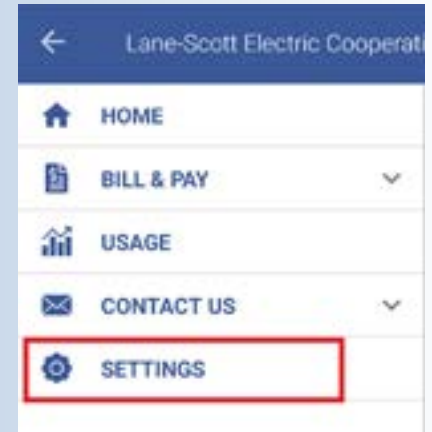 Lane-Scott Electric Cooperati
HOME
BILL & PAY
USAGE
CONTACT US
SETTINGS